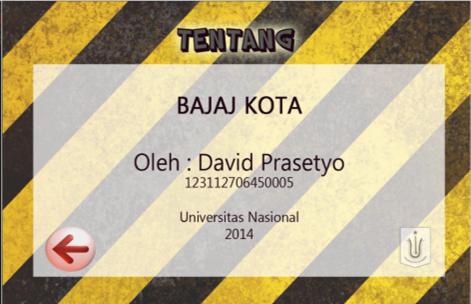 TENTANG
BAJAJ KOTA
Oleh : David Prasetyo
123112706450005
Universitas Nasional
2014